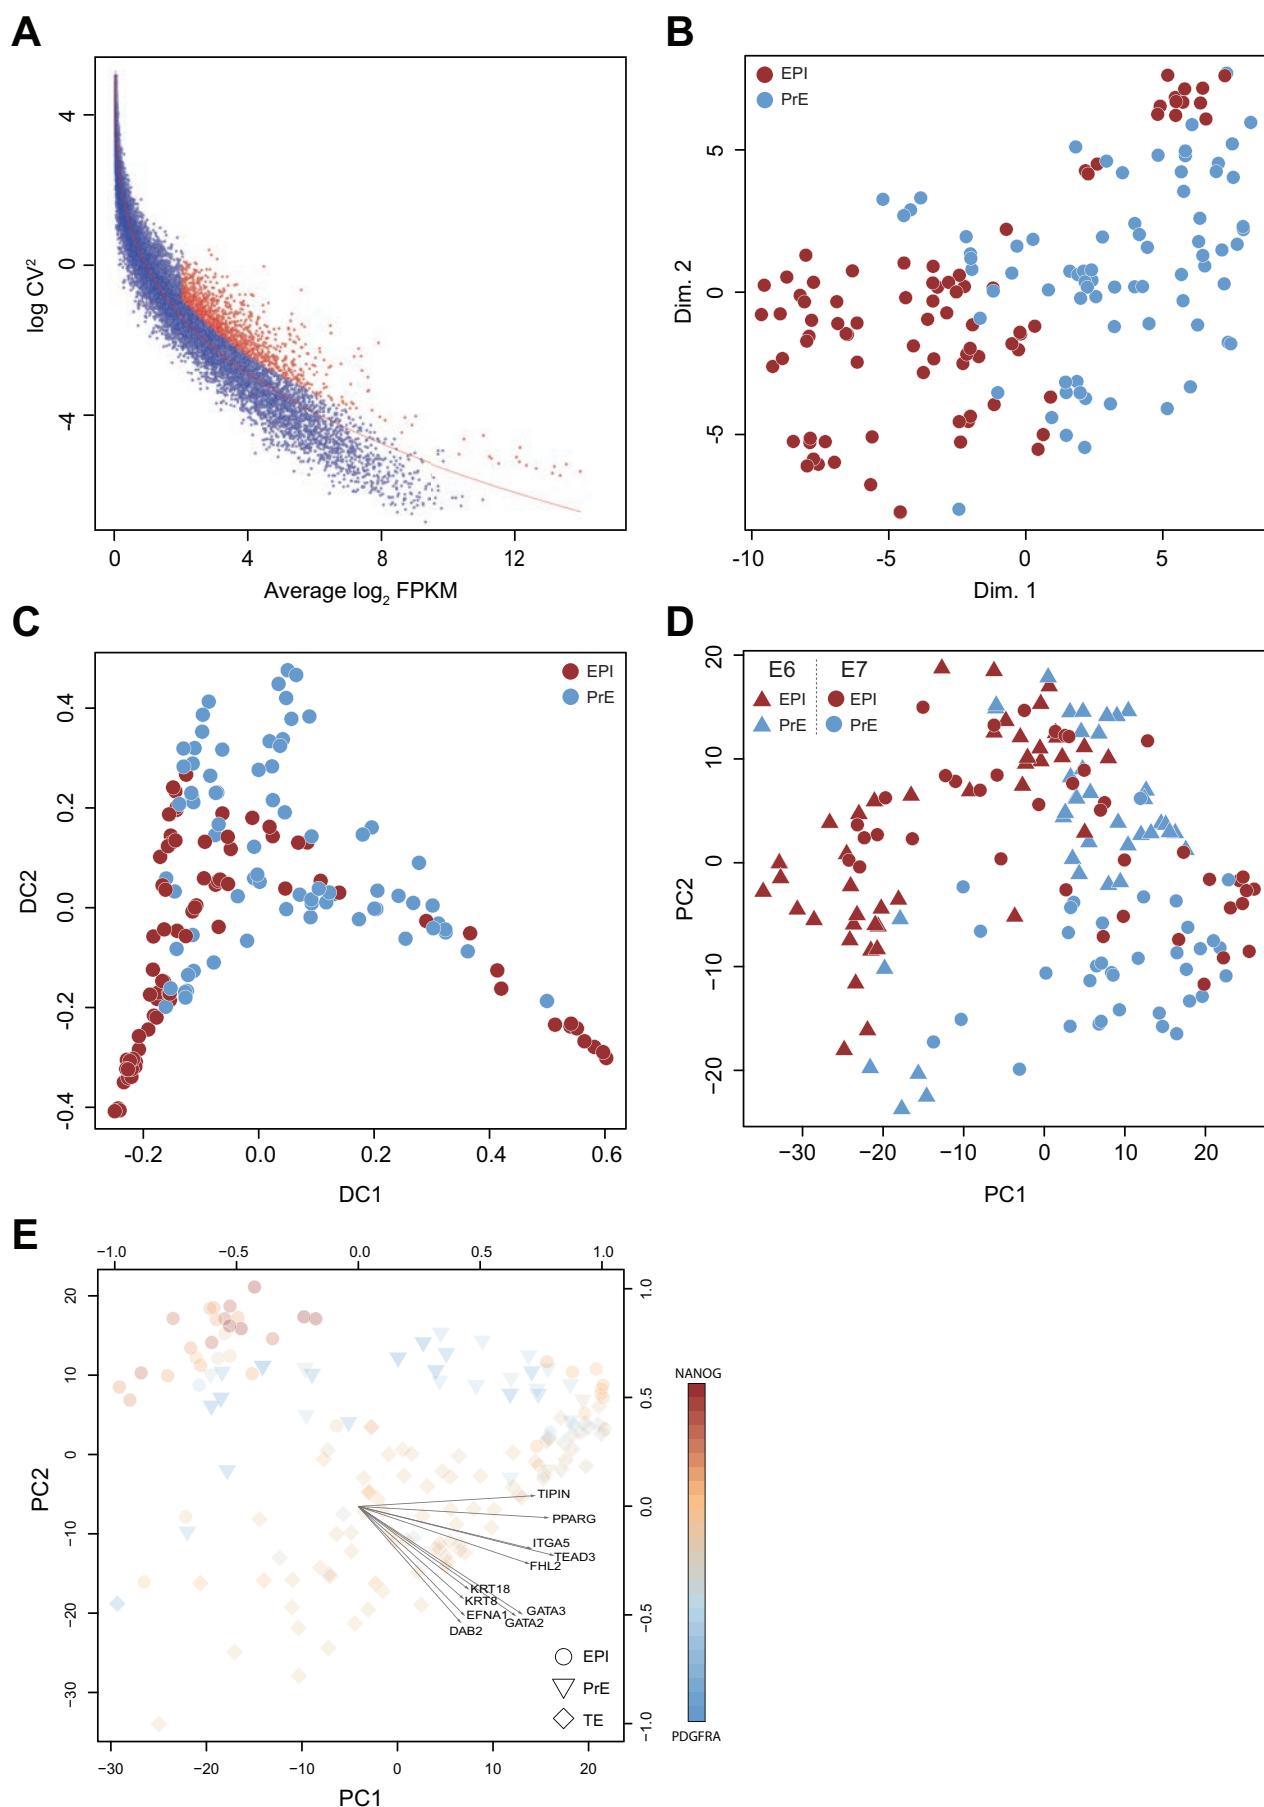 A
4
0
-4
log CV²
0
4
8
12
Average log₂ FPKM
B
EPI
PrE
5
0
-5
Dim. 2
-10
-5
0
5
Dim. 1
C
EPI
PrE
0.4
0.2
0.0
-0.2
-0.4
DC2
-0.2
0.0
0.2
0.4
0.6
DC1
D
E6
E7
EPI
EPI
PrE
PrE
20
10
0
−10
−20
PC2
−30
−20
−10
0
10
20
PC1
E
−1.0
−0.5
0.0
0.5
1.0
20
10
0
−10
−20
−30
PC2
1.0
0.5
0.0
−0.5
−1.0
TIPIN
PPARG
ITGA5
TEAD3
FHL2
KRT18
KRT8
GATA3
EFNA1
GATA2
DAB2
EPI
PrE
TE
−30
−20
−10
0
10
20
PC1
NANOG
PDGFRA